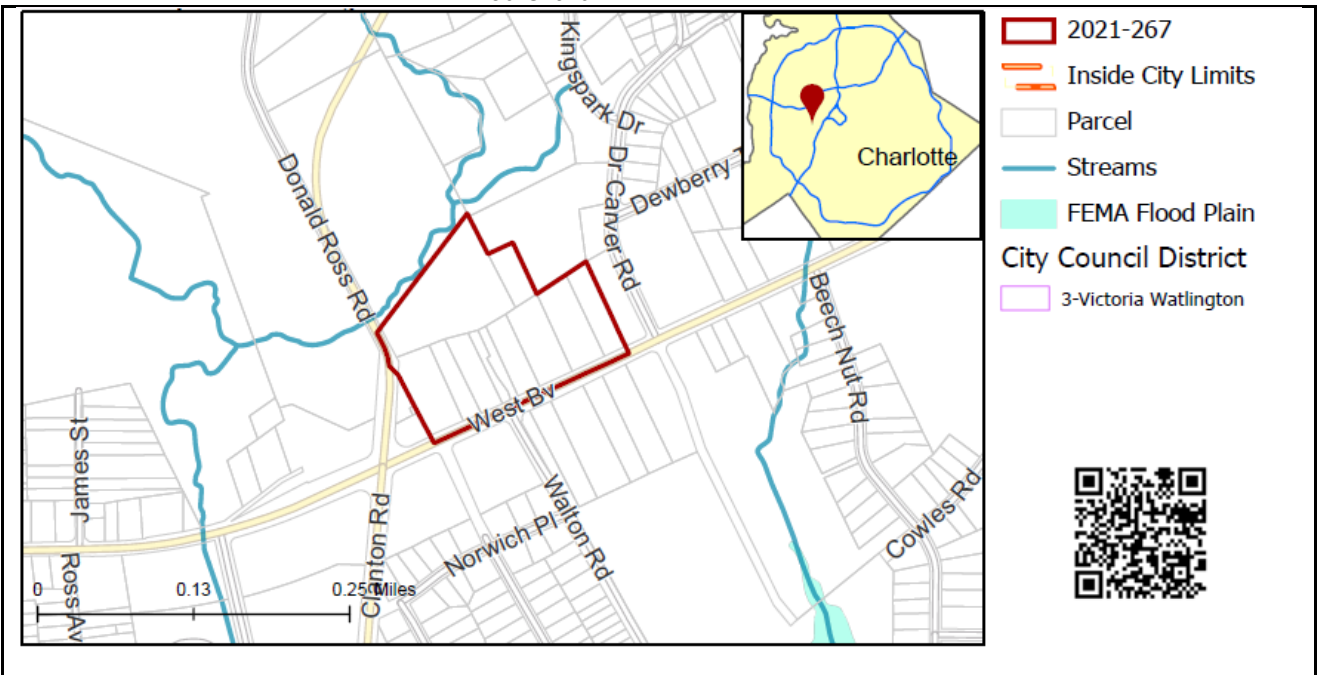 Kingspark Dr
Donald Ross Rd
Dr Carver Rd
Dewberry
Charlotte
Beech Nut Rd
West Bv
James St
Walton Rd
Norwich Pl
Clanton Rd
Cowles Rd
Ross Av
0 0.13 0.25 Miles
2021-267
Inside City Limits
Parcel
Streams
FEMA Flood Plain
City Council District
3-Victoria Watlington